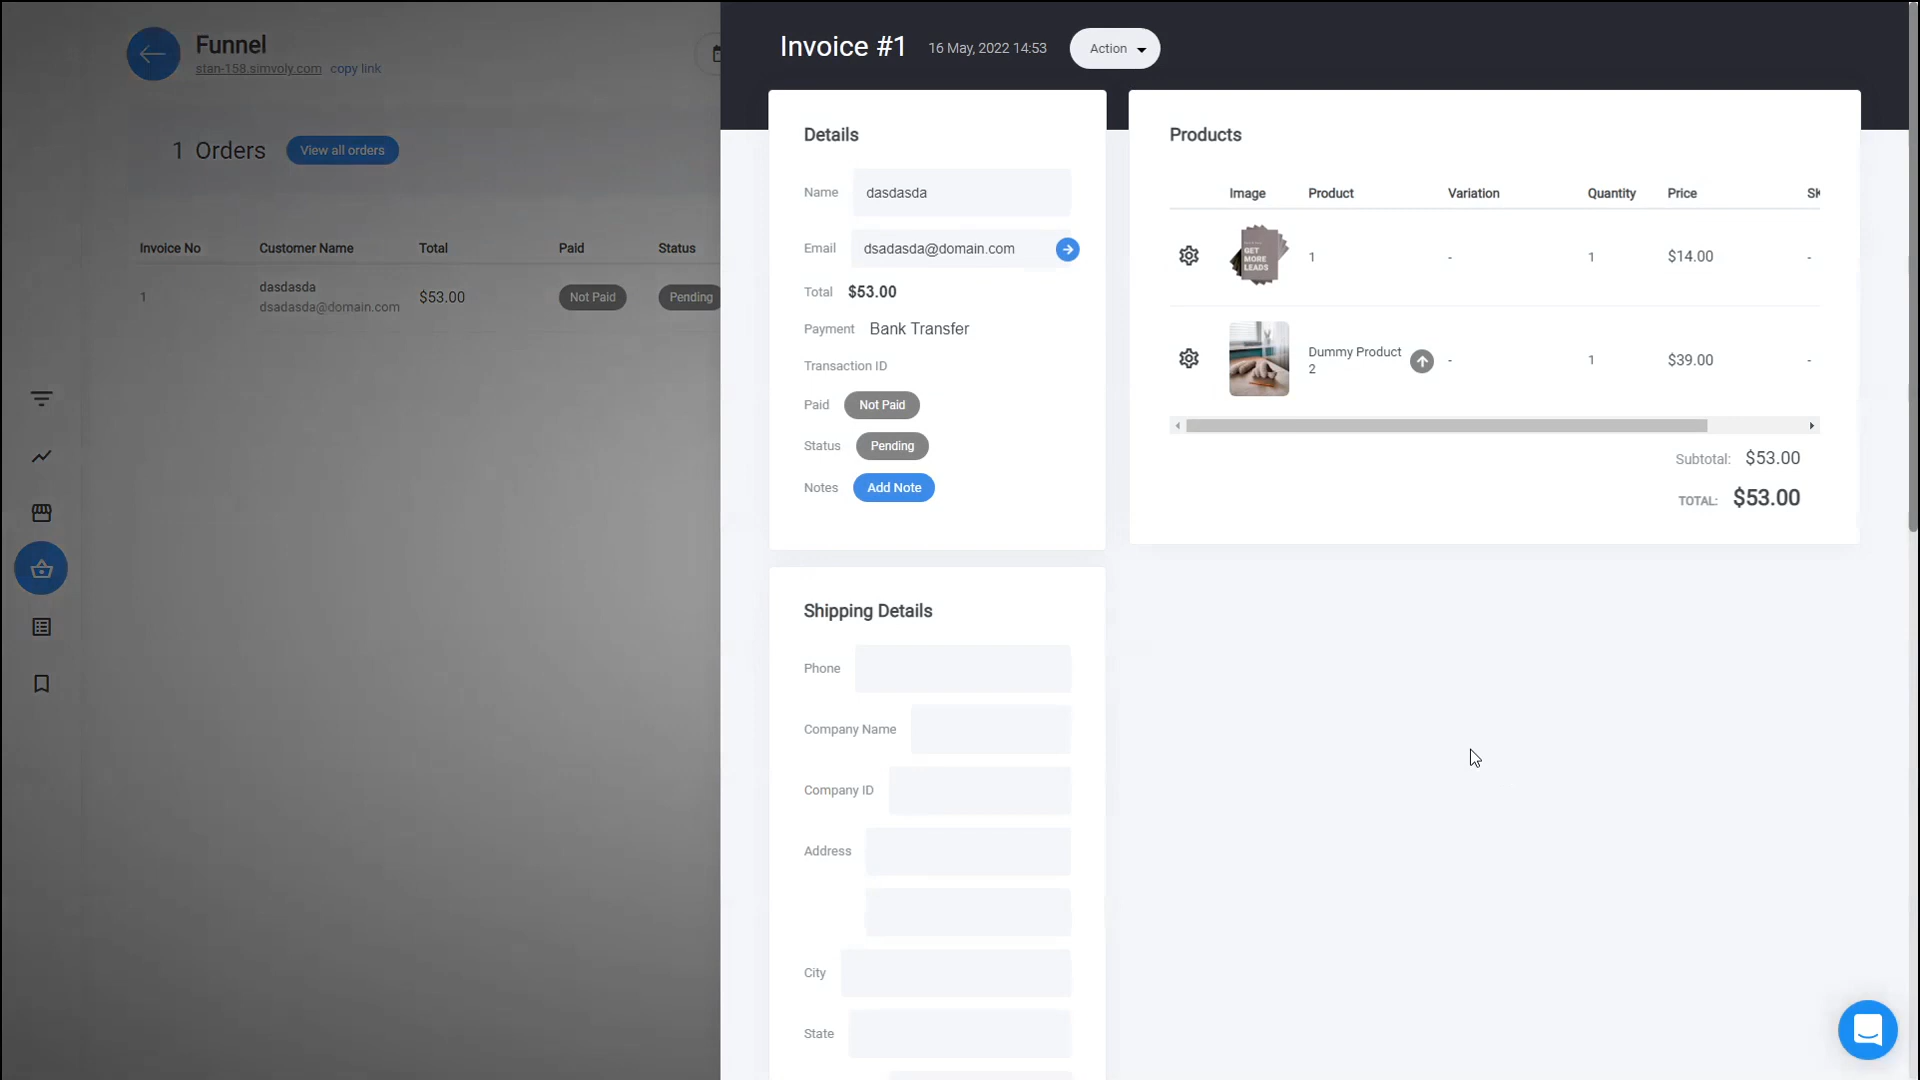 Funnel
stan-158.simvoly.com copy link
1 Orders View all orders
Invoice No Customer Name Total Paid Status
1 dasdasda $53.00 Not Paid Pending
dsadasda@domain.com
Invoice #1 16 May, 2022 14:53 Action
Details
Name dasdasda
Email dsadasda@domain.com
Total $53.00
Payment Bank Transfer
Transaction ID
Paid Not Paid
Status Pending
Notes Add Note
Products
Image Product Variation Quantity Price SK
GET
MORE
LEADS
1 - 1 $14.00 -
Dummy Product
2
- 1 $39.00 -
Subtotal: $53.00
TOTAL: $53.00
Shipping Details
Phone
Company Name
Company ID
Address
City
State